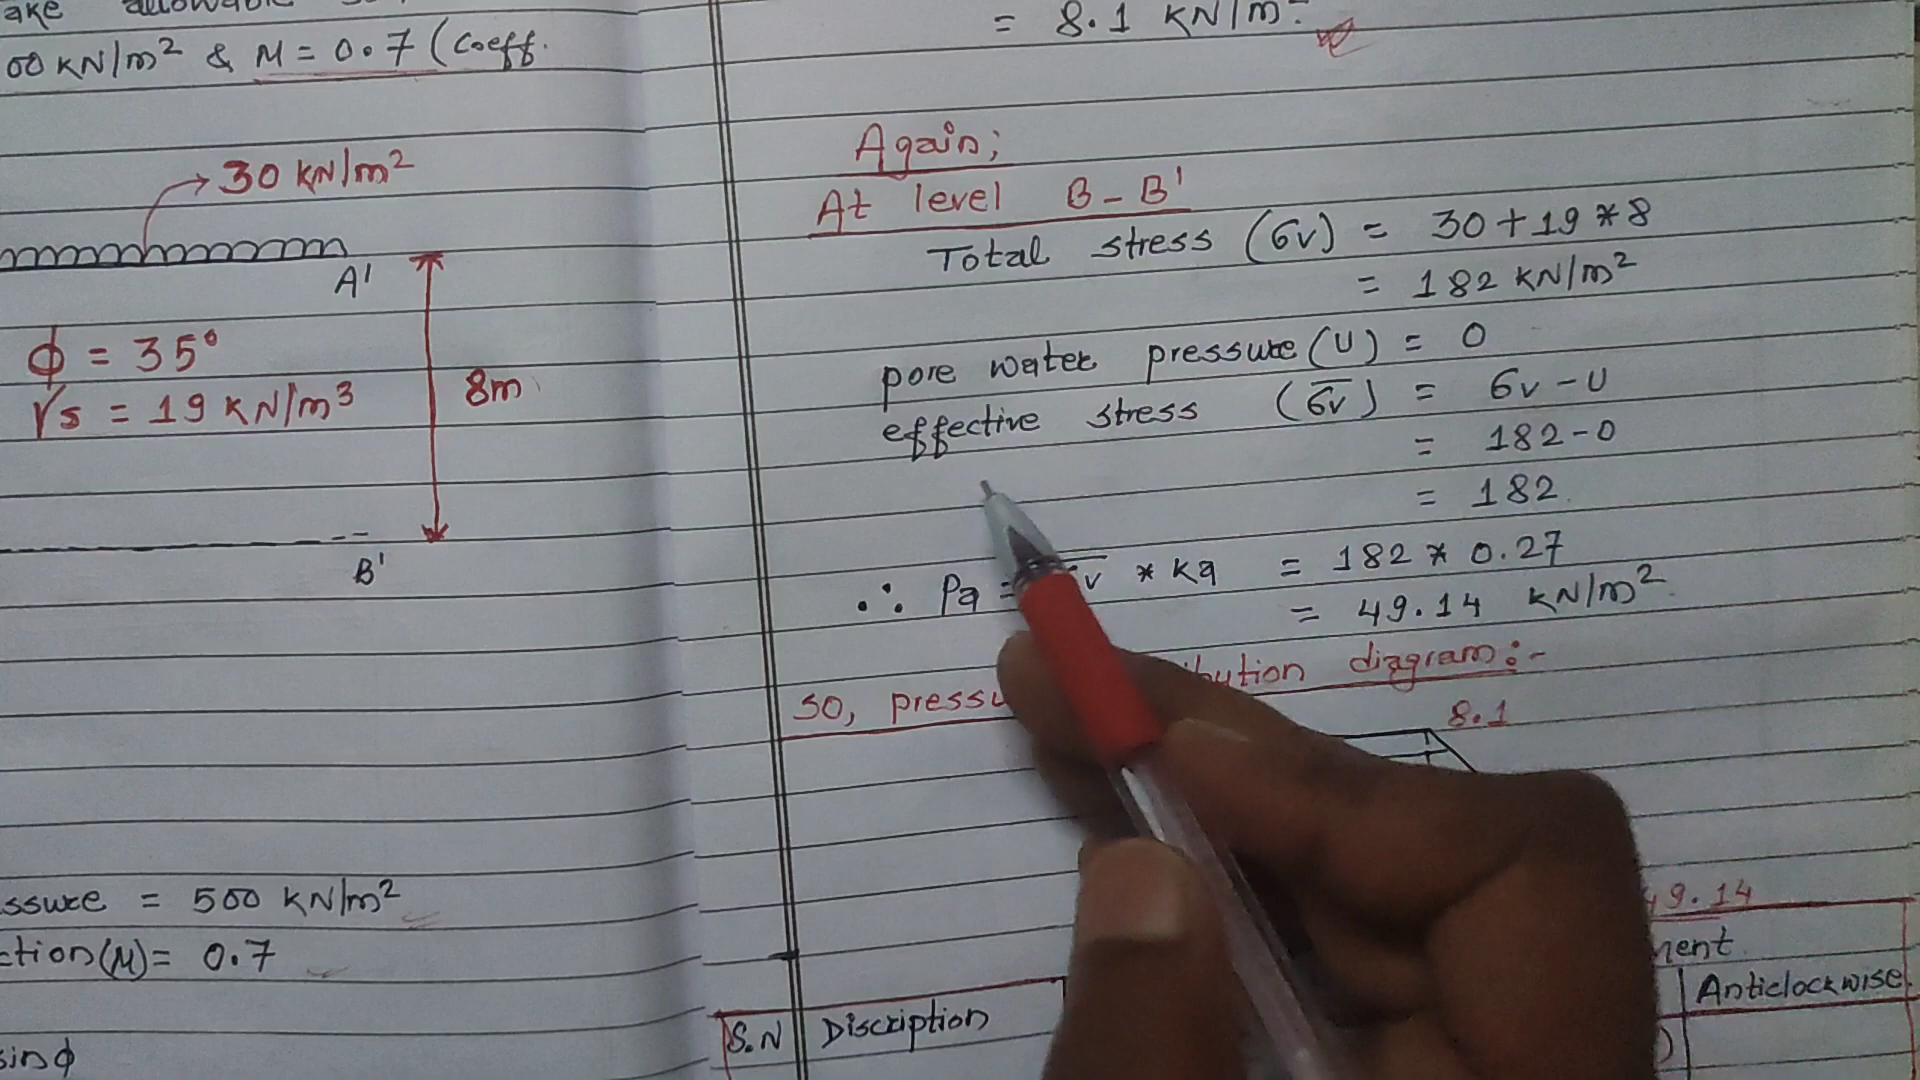 ake
00 KN/m² & M = 0.7 (Coeff.
30 KN/m²
A'
ϕ = 35°
γs = 19 KN/m³
8m
B'
ssure = 500 KN/m²
ction (μ) = 0.7
sinϕ
= 8.1 KN/m²
Again;
At level B-B'
Total stress (σv) = 30+19*8
= 182 KN/m²
pore water pressure (U) = 0
effective stress (σ̅v̅) = σv - U
= 182-0
= 182
∴ Pa = v * ka = 182 * 0.27
= 49.14 KN/m²
so, pressu bution diagram:-
8.1
49.14
ment
Anticlockwise
S.N Discription
)